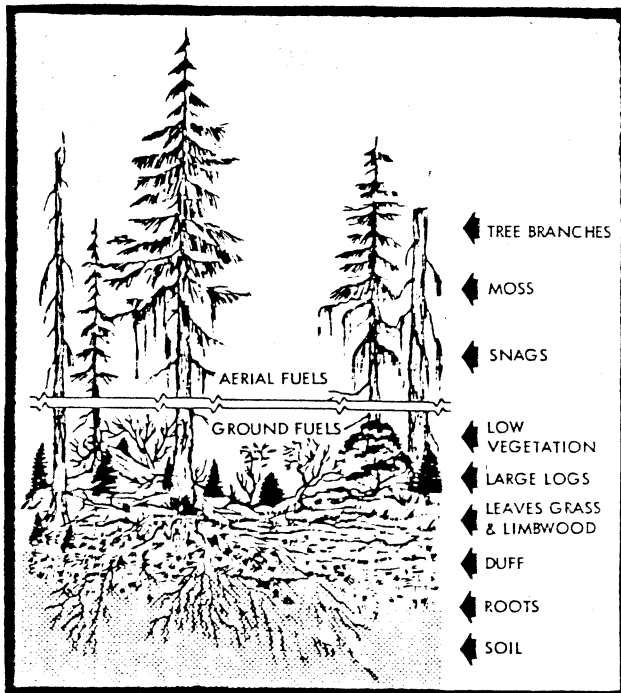 TREE BRANCHES
MOSS
SNAGS
AERIAL FUELS
GROUND FUELS
LOW
VEGETATION
LARGE LOGS
LEAVES GRASS
& LIMBWOOD
DUFF
ROOTS
SOIL